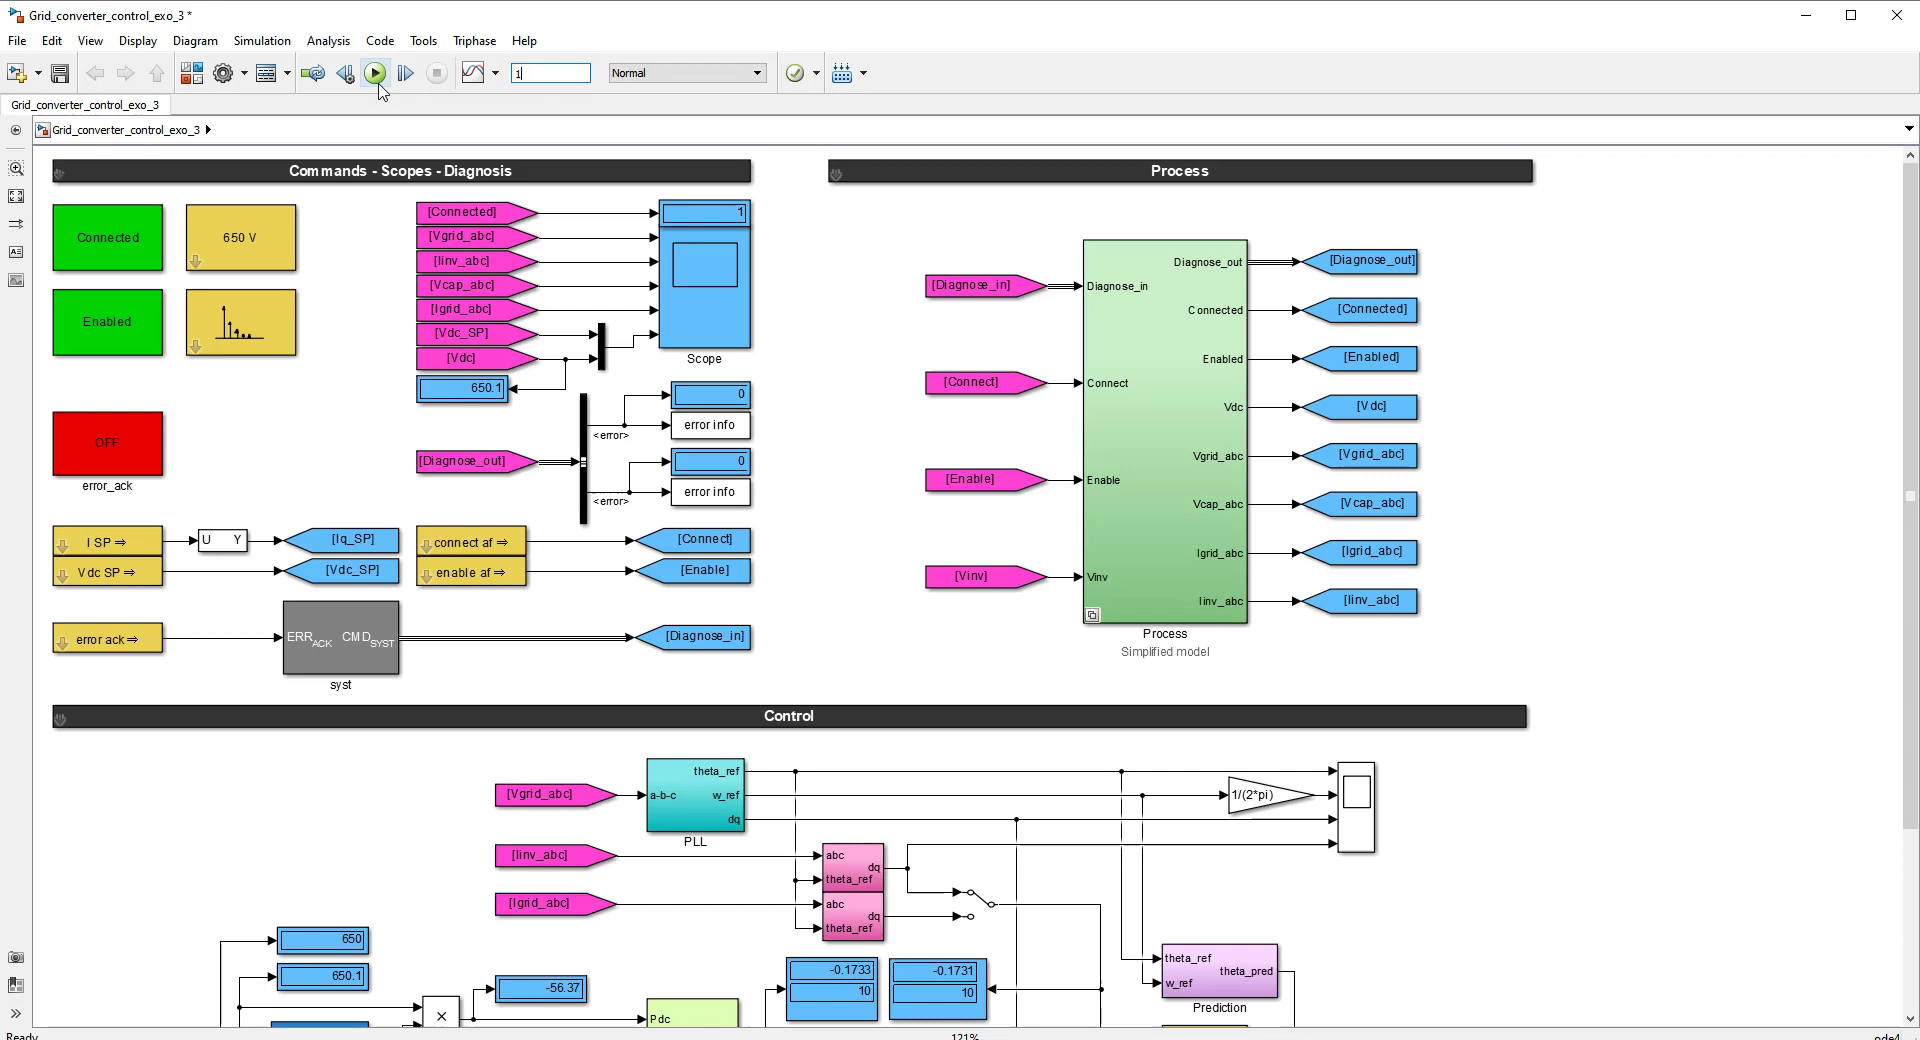 Grid_converter_control_exo_3 *
File Edit View Display Diagram Simulation Analysis Code Tools Triphase Help
1 Normal
Grid_converter_control_exo_3
Grid_converter_control_exo_3
Commands - Scopes - Diagnosis
Connected
650 V
Enabled
OFF
error_ack
[Connected]
[Vgrid_abc]
[Iinv_abc]
[Vcap_abc]
[Igrid_abc]
[Vdc_SP]
[Vdc]
650.1
1
Scope
[Diagnose_out]
<error>
<error>
0
error info
0
error info
I SP ⇒
U Y
[Iq_SP]
Vdc SP ⇒
[Vdc_SP]
connect af ⇒
[Connect]
enable af ⇒
[Enable]
error ack ⇒
ERR ACK CMD SYST
syst
[Diagnose_in]
Process
[Diagnose_in]
[Connect]
[Enable]
[Vinv]
Diagnose_in
Connect
Enable
Vinv
Diagnose_out
Connected
Enabled
Vdc
Vgrid_abc
Vcap_abc
Igrid_abc
Iinv_abc
Process
Simplified model
[Diagnose_out]
[Connected]
[Enabled]
[Vdc]
[Vgrid_abc]
[Vcap_abc]
[Igrid_abc]
[Iinv_abc]
Control
[Vgrid_abc]
a-b-c
theta_ref
w_ref
dq
PLL
1/(2*pi)
[Iinv_abc]
abc
dq
theta_ref
[Igrid_abc]
abc
dq
theta_ref
650
650.1
-56.37
×
Pdc
-0.1733
10
-0.1731
10
theta_ref
theta_pred
w_ref
Prediction
Ready 121% ode4